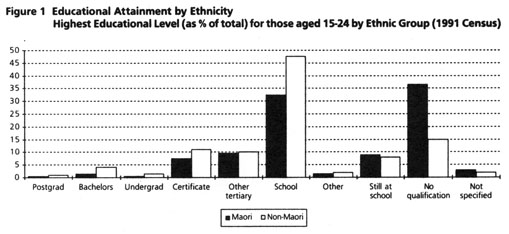 Figure 1 Educational Attainment by Ethnicity
Highest Educational Level (as % of total) for those aged 15-24 by Ethnic Group (1991 Census)
50
45
40
35
30
25
20
15
10
5
0
Postgrad Bachelors Undergrad Certificate Other tertiary School Other Still at school No qualification Not specified
Maori Non-Maori